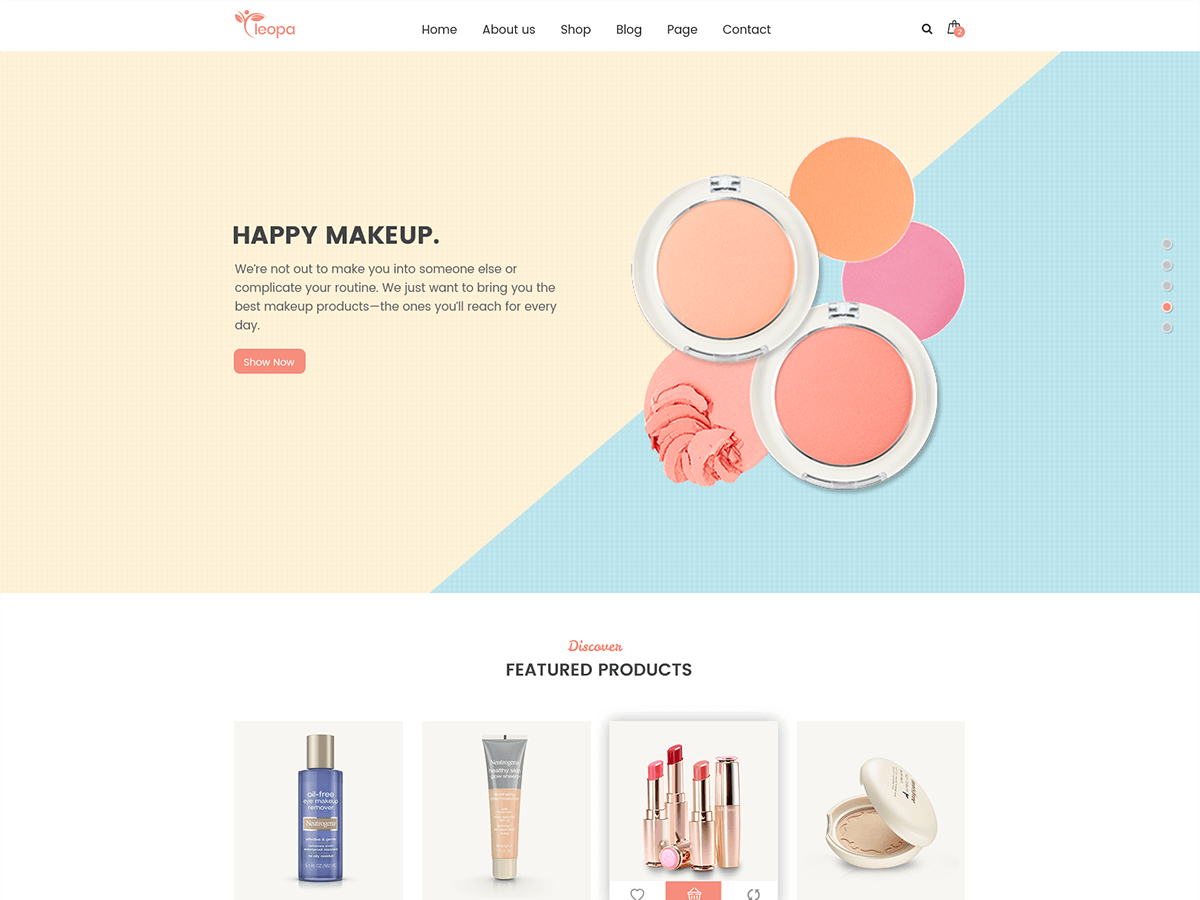 leopa
Home About us Shop Blog Page Contact
2
HAPPY MAKEUP.
We're not out to make you into someone else or
complicate your routine. We just want to bring you the
best makeup products—the ones you'll reach for every
day.
Show Now
Discover
FEATURED PRODUCTS
oil-free
eye makeup
remover
Neutrogena
Neutrogena
healthy skin
glow sheers